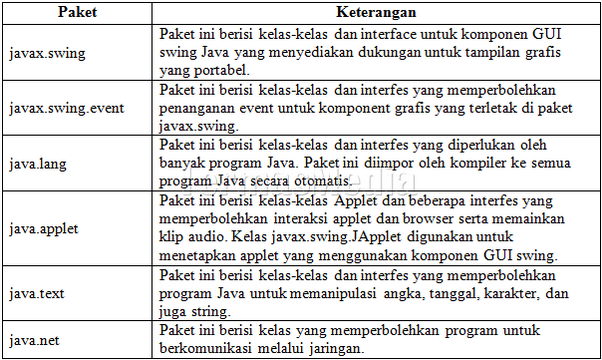 Paket Keterangan
javax.swing
Paket ini berisi kelas-kelas dan interface untuk komponen GUI
swing Java yang menyediakan dukungan untuk tampilan grafis
yang portabel.
javax.swing.event
Paket ini berisi kelas-kelas dan interfes yang memperbolehkan
penanganan event untuk komponent grafis yang terletak di paket
javax.swing.
java.lang
Paket ini berisi kelas-kelas dan interfes yang diperlukan oleh
banyak program Java. Paket ini diimpor oleh kompiler ke semua
program Java secara otomatis.
java.applet
Paket ini berisi kelas-kelas Applet dan beberapa interfes yang
memperbolehkan interaksi applet dan browser serta memainkan
klip audio. Kelas javax.swing.JApplet digunakan untuk
menetapkan applet yang menggunakan komponen GUI swing.
java.text
Paket ini berisi kelas-kelas dan interfes yang memperbolehkan
program Java untuk memanipulasi angka, tanggal, karakter, dan
juga string.
java.net
Paket ini berisi kelas yang memperbolehkan program untuk
berkomunikasi melalui jaringan.